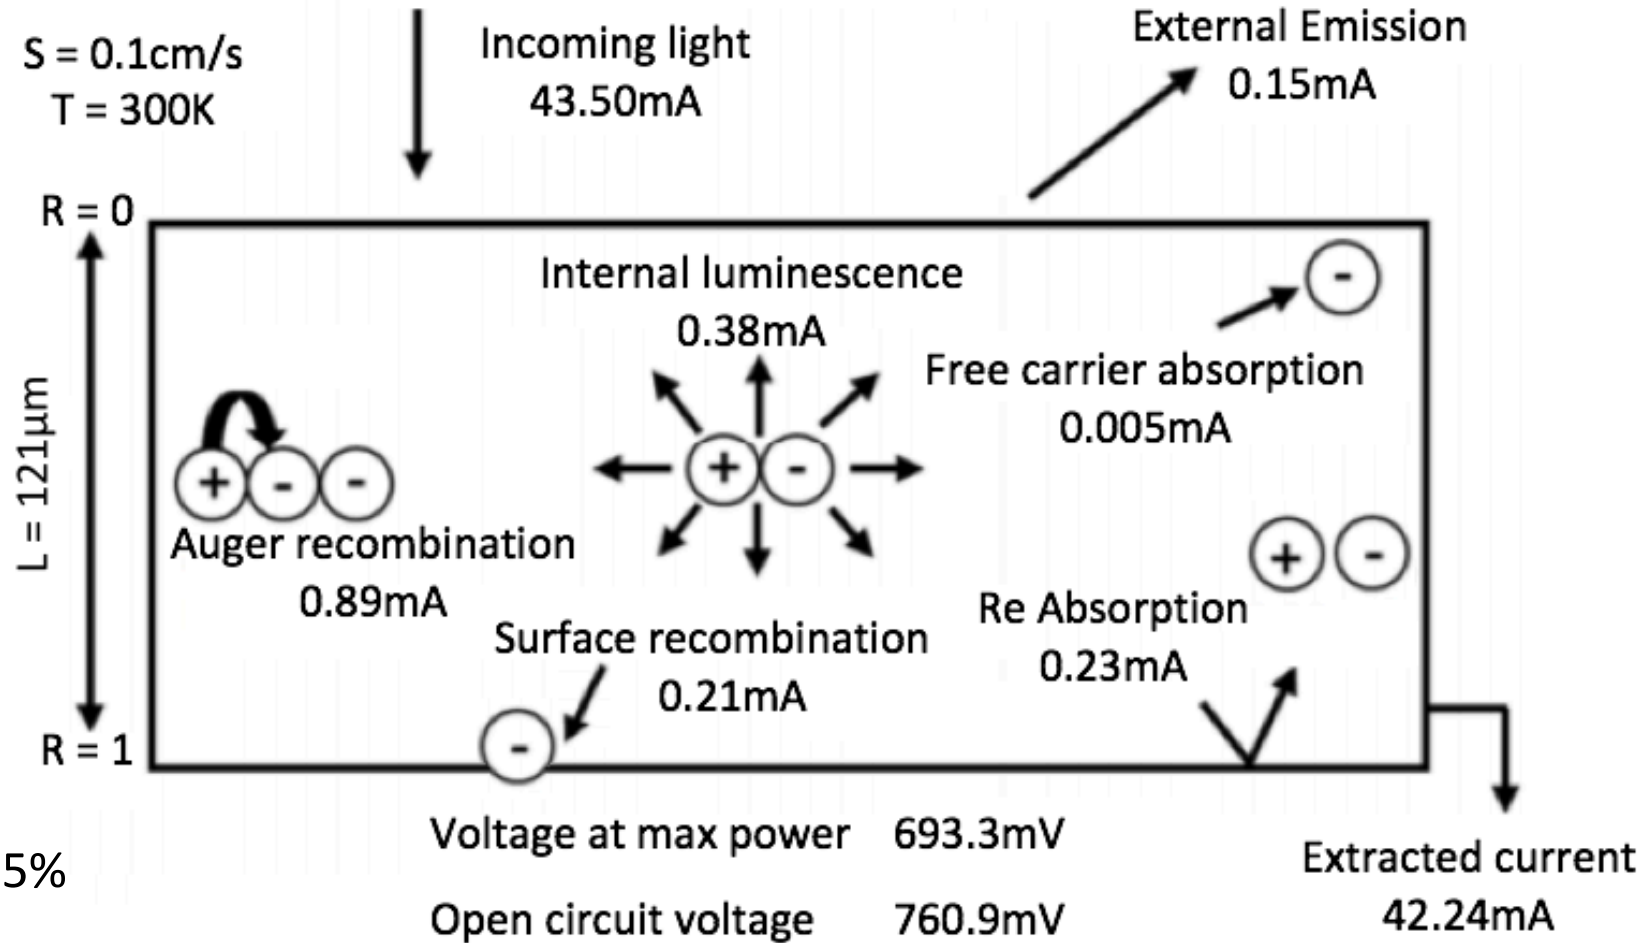 S = 0.1cm/s
T = 300K
Incoming light
43.50mA
External Emission
0.15mA
R = 0
L = 121μm
R = 1
Internal luminescence
0.38mA
+
-
-
Free carrier absorption
0.005mA
+
-
-
Auger recombination
0.89mA
Surface recombination
0.21mA
-
Re Absorption
0.23mA
+
-
Voltage at max power 693.3mV
Open circuit voltage 760.9mV
5%
Extracted current
42.24mA